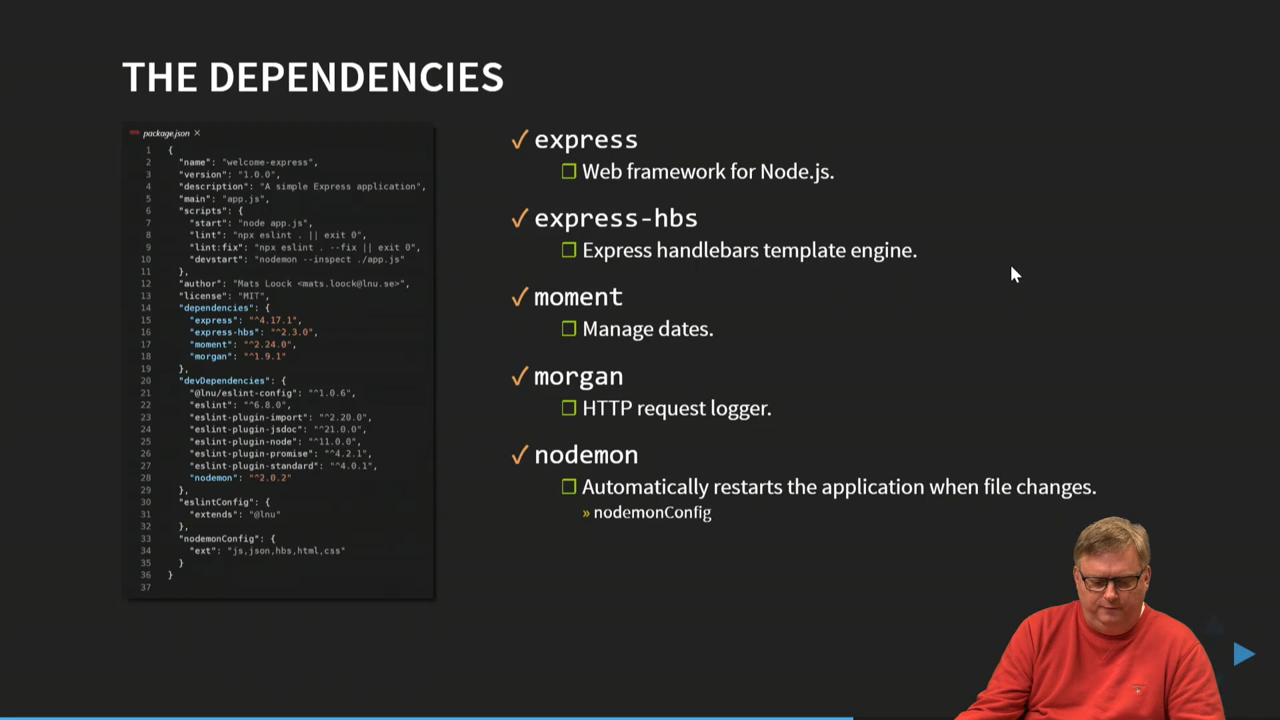 THE DEPENDENCIES
package.json ×
1 {
2 "name": "welcome-express",
3 "version": "1.0.0",
4 "description": "A simple Express application",
5 "main": "app.js",
6 "scripts": {
7 "start": "node app.js",
8 "lint": "npx eslint . || exit 0",
9 "lint:fix": "npx eslint . --fix || exit 0",
10 "devstart": "nodemon --inspect ./app.js"
11 },
12 "author": "Mats Loock <mats.loock@lnu.se>",
13 "license": "MIT",
14 "dependencies": {
15 "express": "^4.17.1",
16 "express-hbs": "^2.3.0",
17 "moment": "^2.24.0",
18 "morgan": "^1.9.1"
19 },
20 "devDependencies": {
21 "@lnu/eslint-config": "^1.0.6",
22 "eslint": "^6.8.0",
23 "eslint-plugin-import": "^2.20.0",
24 "eslint-plugin-jsdoc": "^21.0.0",
25 "eslint-plugin-node": "^11.0.0",
26 "eslint-plugin-promise": "^4.2.1",
27 "eslint-plugin-standard": "^4.0.1",
28 "nodemon": "^2.0.2"
29 },
30 "eslintConfig": {
31 "extends": "@lnu"
32 },
33 "nodemonConfig": {
34 "ext": "js,json,hbs,html,css"
35 }
36 }
37
✓ express
❒ Web framework for Node.js.
✓ express-hbs
❒ Express handlebars template engine.
✓ moment
❒ Manage dates.
✓ morgan
❒ HTTP request logger.
✓ nodemon
❒ Automatically restarts the application when file changes.
» nodemonConfig